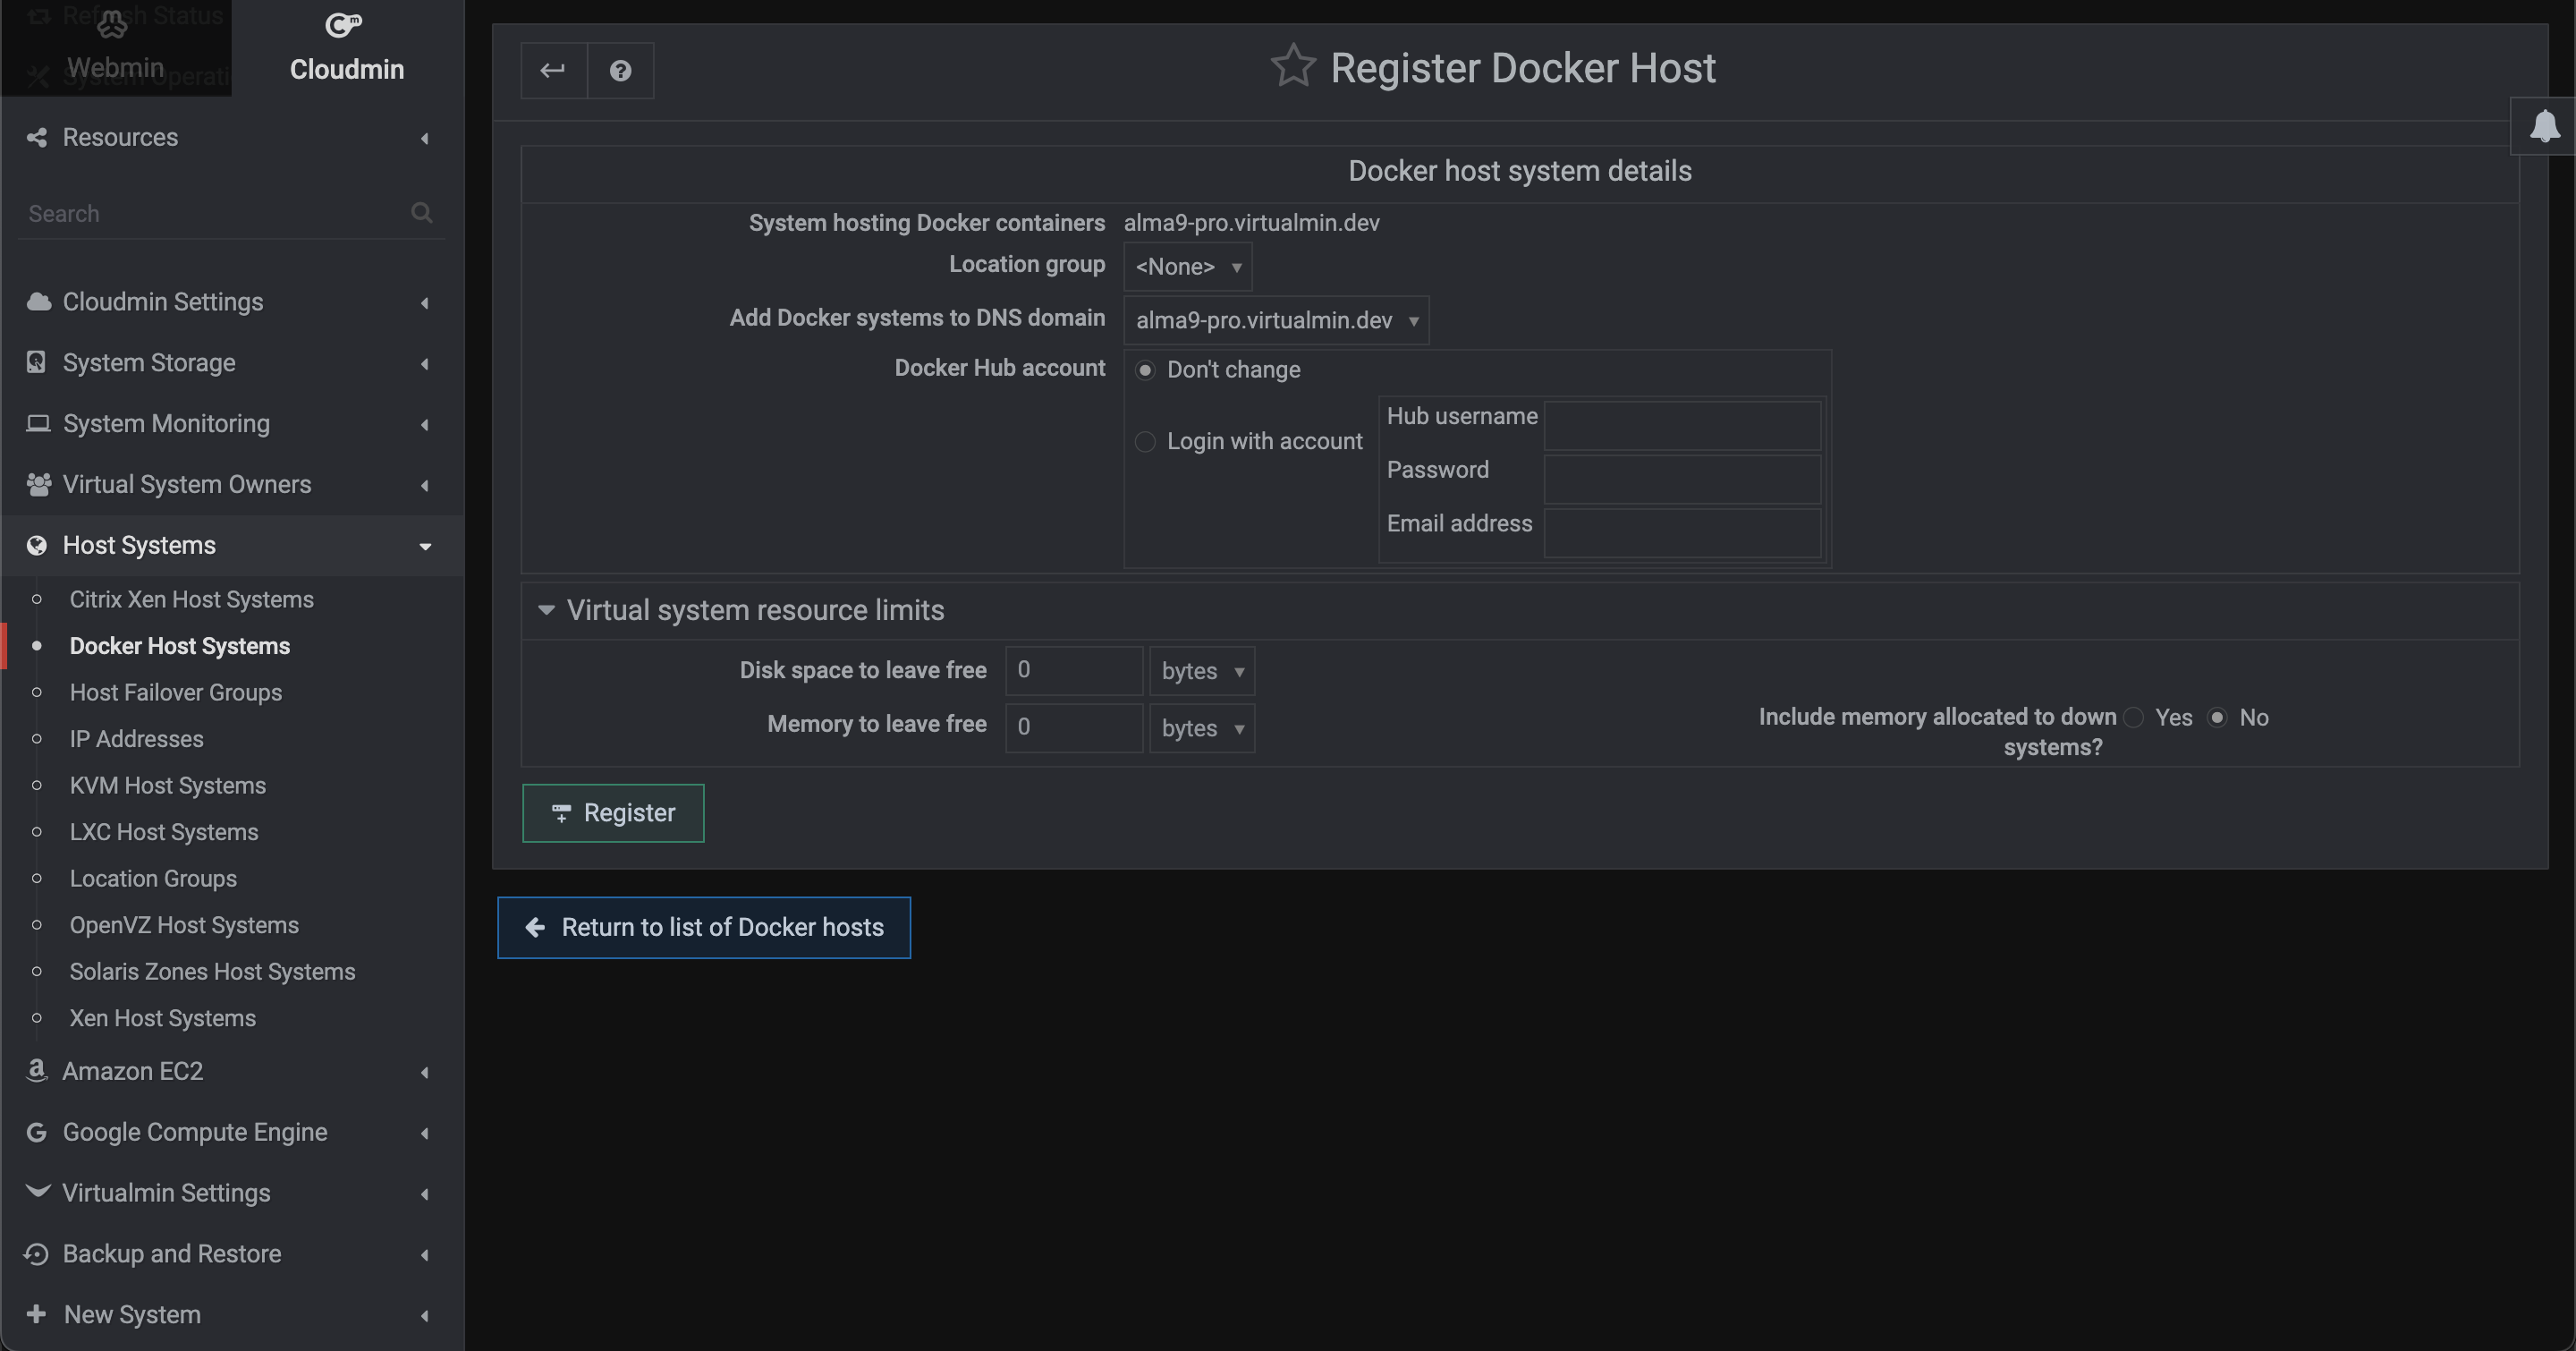 Refresh Status
Webmin
System Operati
Cloudmin
Resources
Search
Cloudmin Settings
System Storage
System Monitoring
Virtual System Owners
Host Systems
Citrix Xen Host Systems
Docker Host Systems
Host Failover Groups
IP Addresses
KVM Host Systems
LXC Host Systems
Location Groups
OpenVZ Host Systems
Solaris Zones Host Systems
Xen Host Systems
Amazon EC2
Google Compute Engine
Virtualmin Settings
Backup and Restore
New System
Register Docker Host
Docker host system details
System hosting Docker containers alma9-pro.virtualmin.dev
Location group <None>
Add Docker systems to DNS domain alma9-pro.virtualmin.dev
Docker Hub account Don't change
Login with account
Hub username
Password
Email address
Virtual system resource limits
Disk space to leave free 0 bytes
Memory to leave free 0 bytes
Include memory allocated to down systems? Yes No
Register
Return to list of Docker hosts